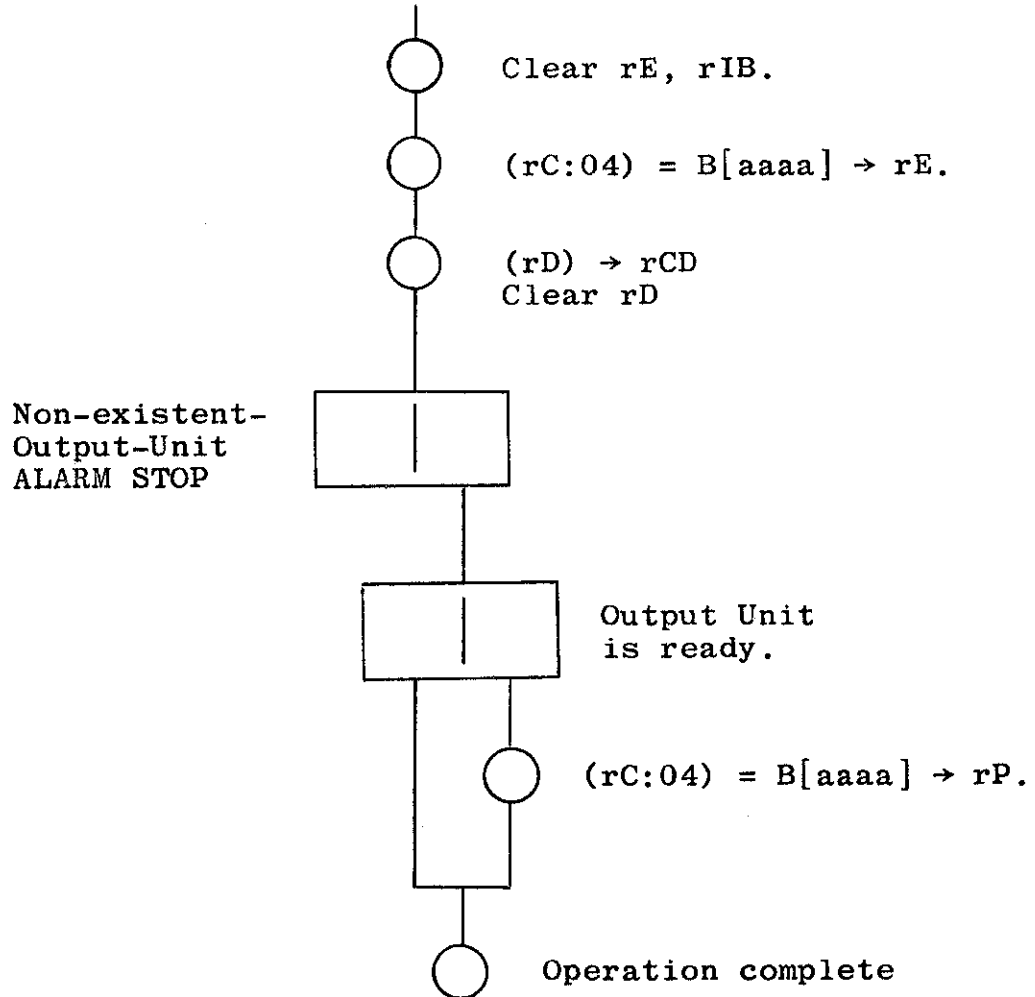 Clear rE, rIB.
(rC:04) = B[aaaa] → rE.
(rD) → rCD
Clear rD
Non-existent-
Output-Unit
ALARM STOP
Output Unit
is ready.
(rC:04) = B[aaaa] → rP.
Operation complete